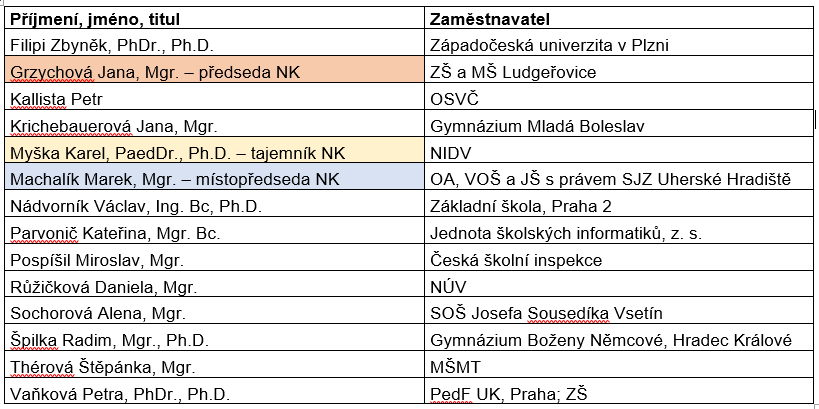 Příjmení, jméno, titul Zaměstnavatel
Filipi Zbyněk, PhDr., Ph.D. Západočeská univerzita v Plzni
Grzychová Jana, Mgr. – předseda NK ZŠ a MŠ Ludgeřovice
Kallista Petr OSVČ
Krichebauerová Jana, Mgr. Gymnázium Mladá Boleslav
Myška Karel, PaedDr., Ph.D. – tajemník NK NIDV
Machalík Marek, Mgr. – místopředseda NK OA, VOŠ a JŠ s právem SJZ Uherské Hradiště
Nádvorník Václav, Ing. Bc, Ph.D. Základní škola, Praha 2
Parvonič Kateřina, Mgr. Bc. Jednota školských informatiků, z. s.
Pospíšil Miroslav, Mgr. Česká školní inspekce
Růžičková Daniela, Mgr. NÚV
Sochorová Alena, Mgr. SOŠ Josefa Sousedíka Vsetín
Špilka Radim, Mgr., Ph.D. Gymnázium Boženy Němcové, Hradec Králové
Thérová Štěpánka, Mgr. MŠMT
Vaňková Petra, PhDr., Ph.D. PedF UK, Praha; ZŠ